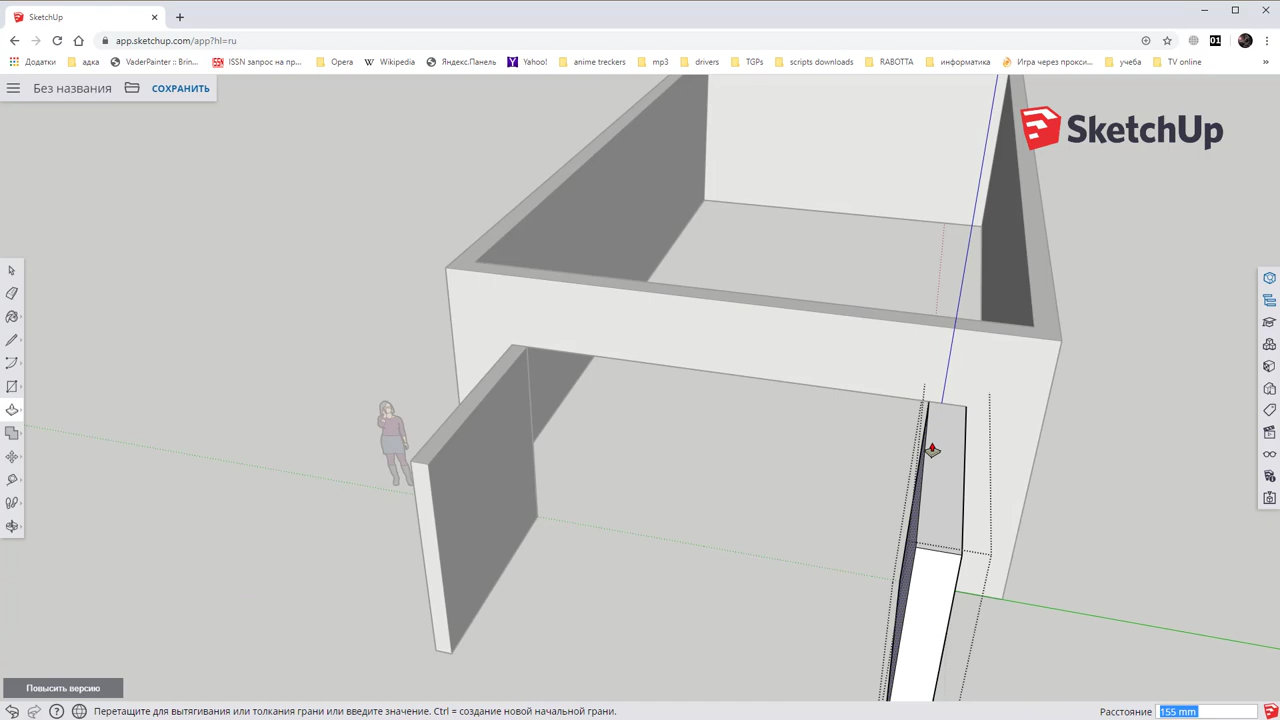 SketchUp
app.sketchup.com/app?hl=ru
Додатки адка VaderPainter :: Brin... ISSN запрос на пр... Opera Wikipedia Яндекс.Панель Yahoo! anime treckers mp3 drivers TGPs scripts downloads RABOTTA информатика Игра через прокси... учеба TV online »
Без названия СОХРАНИТЬ
SketchUp
Повысить версию
Перетащите для вытягивания или толкания грани или введите значение. Ctrl = создание новой начальной грани. Расстояние 155 mm